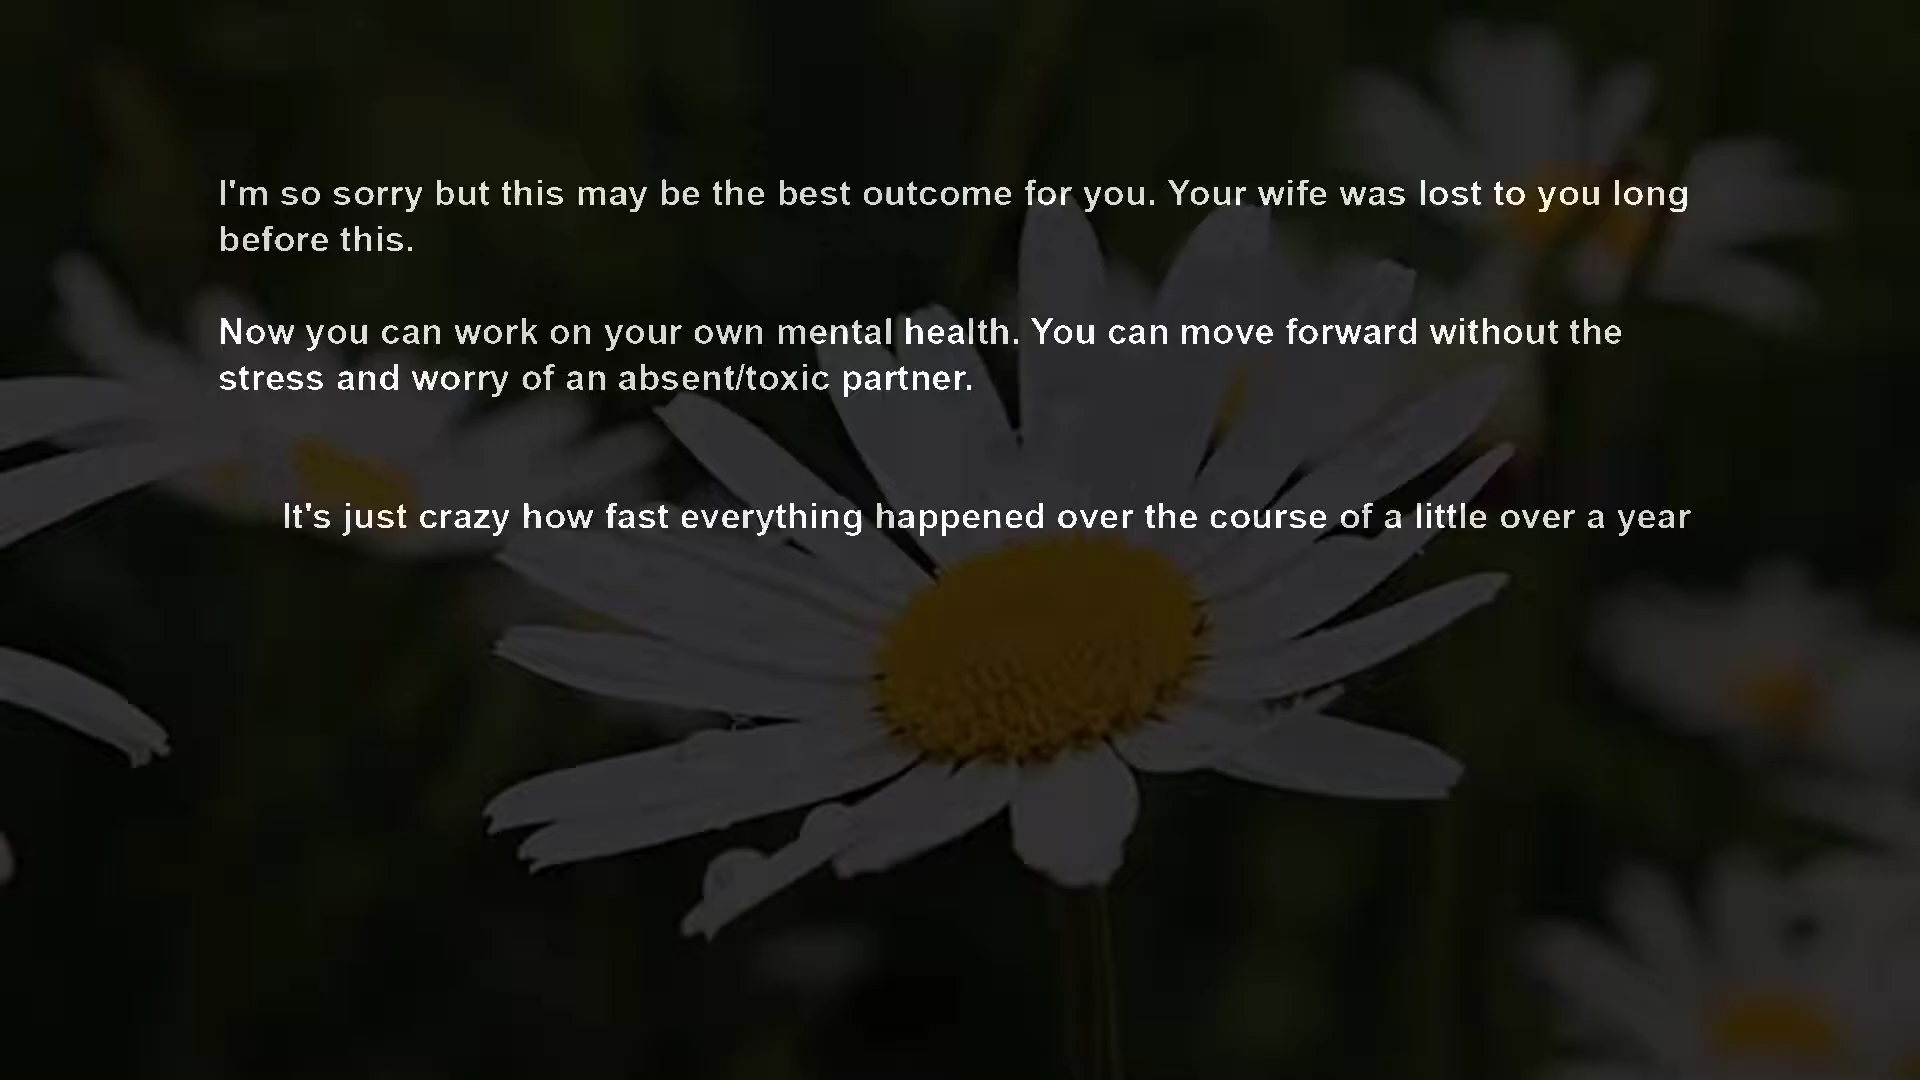 I'm so sorry but this may be the best outcome for you. Your wife was lost to you long
before this.
Now you can work on your own mental health. You can move forward without the
stress and worry of an absent/toxic partner.
It's just crazy how fast everything happened over the course of a little over a year